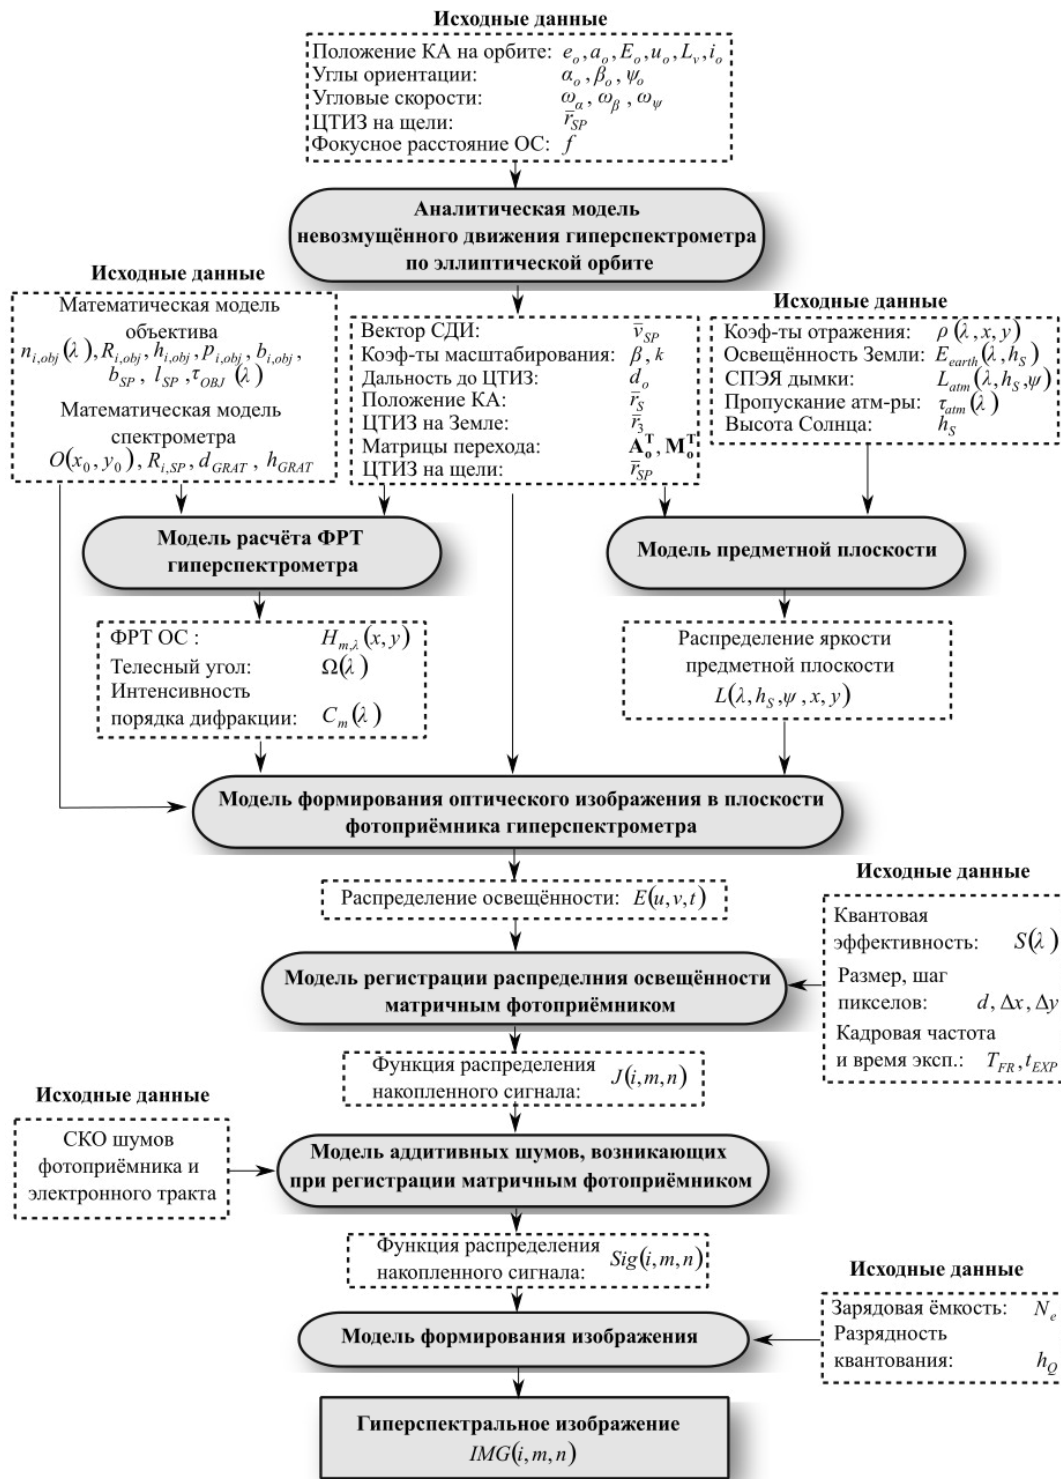 Исходные данные
Положение КА на орбите: e_o, a_o, E_o, u_o, L_v, i_o
Углы ориентации: α_o, β_o, ψ_o
Угловые скорости: ω_α, ω_β, ω_ψ
ЦТИЗ на щели: r̄_SP
Фокусное расстояние ОС: f
Аналитическая модель
невозмущённого движения гиперспектрометра
по эллиптической орбите
Исходные данные
Математическая модель
объектива
n_i,obj(λ), R_i,obj, h_i,obj, p_i,obj, b_i,obj,
b_SP, l_SP, τ_OBJ(λ)
Математическая модель
спектрометра
O(x_0, y_0), R_i,SP, d_GRAT, h_GRAT
Вектор СДИ: v̄_SP
Коэф-ты масштабирования: β, k
Дальность до ЦТИЗ: d_o
Положение КА: r̄_S
ЦТИЗ на Земле: r̄_3
Матрицы перехода: A_o^T, M_o^T
ЦТИЗ на щели: r̄_SP
Исходные данные
Коэф-ты отражения: ρ(λ, x, y)
Освещённость Земли: E_earth(λ, h_S)
СПЭЯ дымки: L_atm(λ, h_S, ψ)
Пропускание атм-ры: τ_atm(λ)
Высота Солнца: h_S
Модель расчёта ФРТ
гиперспектрометра
Модель предметной плоскости
ФРТ ОС : H_m,λ(x, y)
Телесный угол: Ω(λ)
Интенсивность
порядка дифракции: C_m(λ)
Распределение яркости
предметной плоскости
L(λ, h_S, ψ, x, y)
Модель формирования оптического изображения в плоскости
фотоприёмника гиперспектрометра
Распределение освещённости: E(u, v, t)
Исходные данные
Квантовая
эффективность: S(λ)
Размер, шаг
пикселов: d, Δx, Δy
Кадровая частота
и время эксп.: T_FR, t_EXP
Модель регистрации распределния освещённости
матричным фотоприёмником
Функция распределения
накопленного сигнала: J(i, m, n)
Исходные данные
СКО шумов
фотоприёмника и
электронного тракта
Модель аддитивных шумов, возникающих
при регистрации матричным фотоприёмником
Функция распределения
накопленного сигнала: Sig(i, m, n)
Исходные данные
Зарядовая ёмкость: N_e
Разрядность
квантования: h_Q
Модель формирования изображения
Гиперспектральное изображение
IMG(i, m, n)